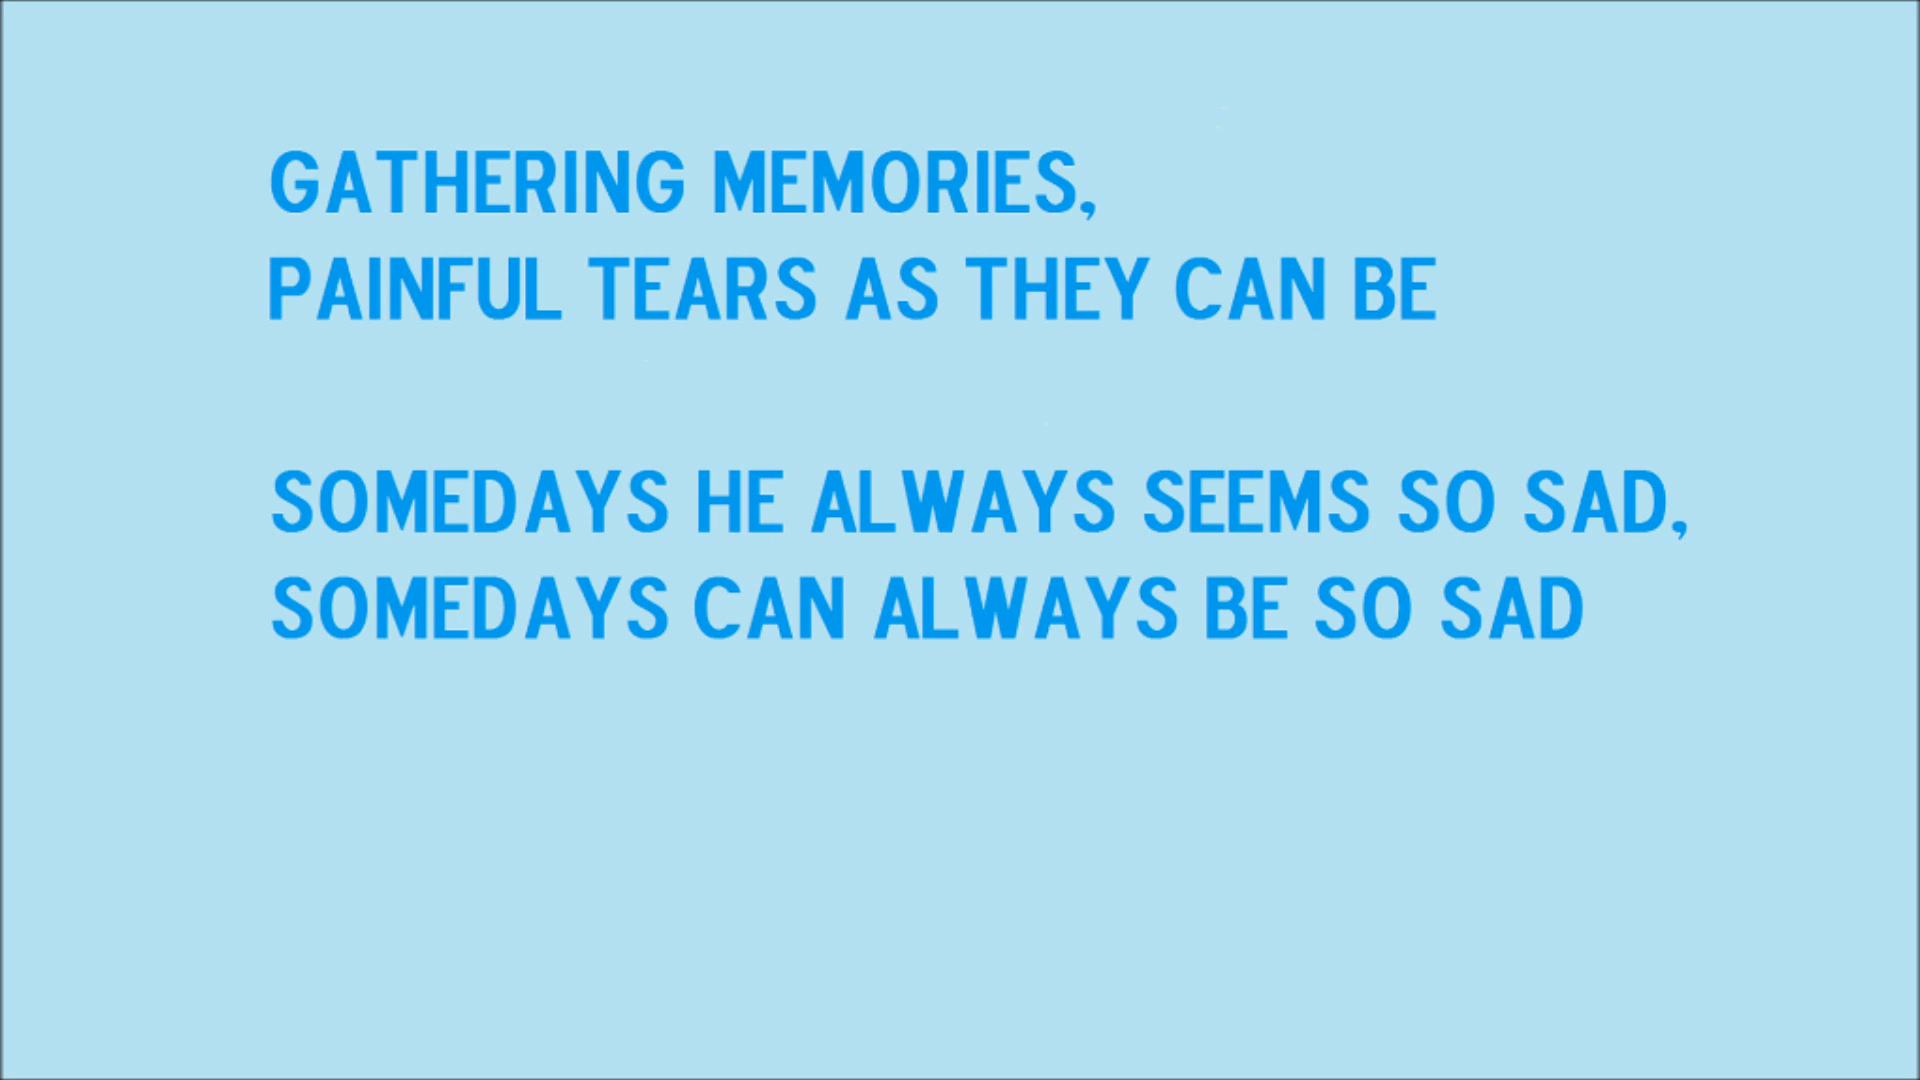 GATHERING MEMORIES,
PAINFUL TEARS AS THEY CAN BE
SOMEDAYS HE ALWAYS SEEMS SO SAD,
SOMEDAYS CAN ALWAYS BE SO SAD